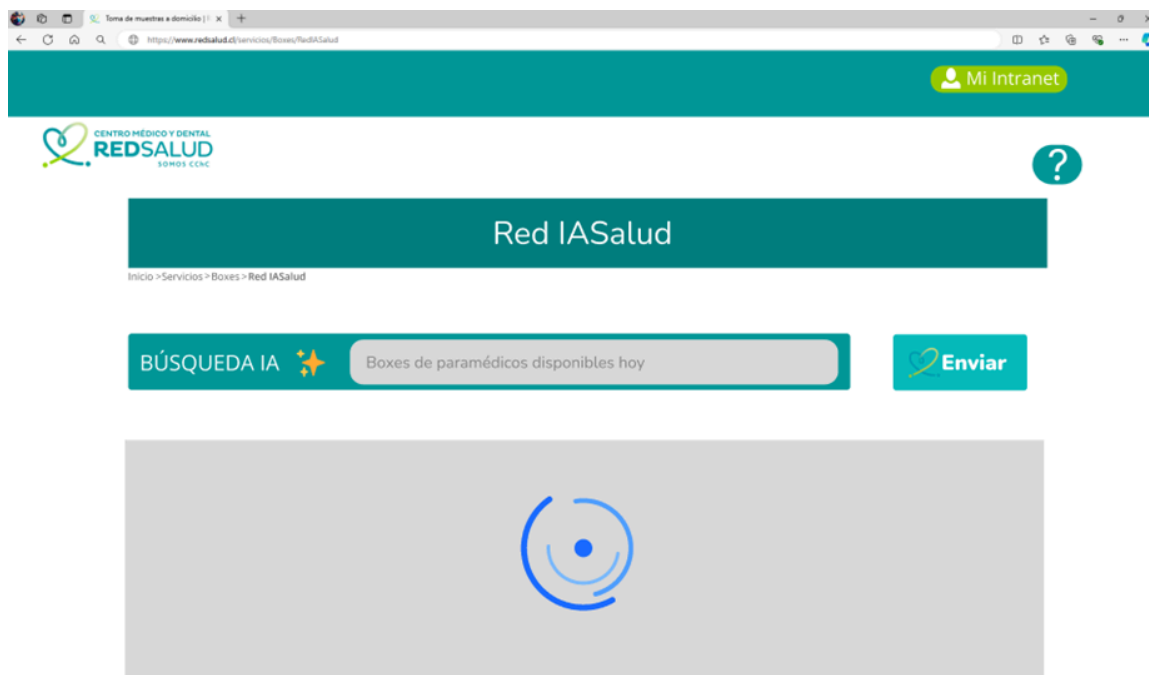 Toma de muestras a domicilio | R
https://www.redsalud.cl/servicios/Boxes/RedIASalud
Mi Intranet
CENTRO MÉDICO Y DENTAL
REDSALUD
SOMOS CChC
?
Red IASalud
Inicio >Servicios>Boxes>Red IASalud
BÚSQUEDA IA
Boxes de paramédicos disponibles hoy
Enviar